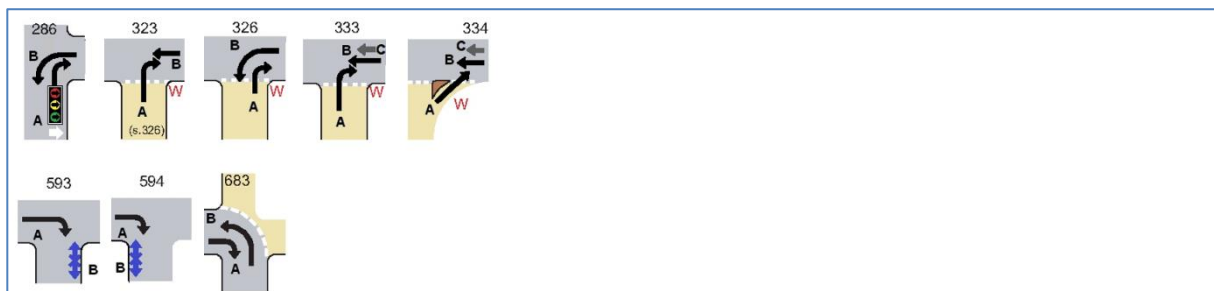 286 323 326 333 334
B A
B W A (s.326)
B A W
B C A W
C B A W
593 594 683
A B
A B
B A